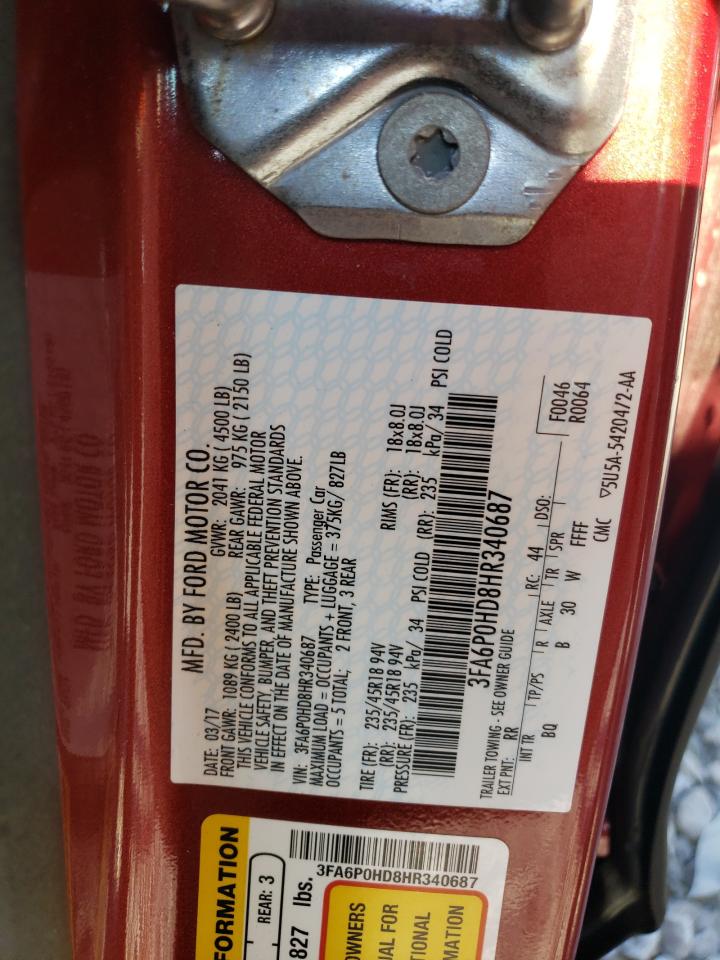 MFD. BY FORD MOTOR CO.
DATE: 03/17 GVWR: 2041 KG ( 4500 LB)
FRONT GAWR: 1089 KG ( 2400 LB) REAR GAWR: 975 KG ( 2150 LB)
THIS VEHICLE CONFORMS TO ALL APPLICABLE FEDERAL MOTOR
VEHICLE SAFETY, BUMPER, AND THEFT PREVENTION STANDARDS
IN EFFECT ON THE DATE OF MANUFACTURE SHOWN ABOVE.
VIN: 3FA6P0HD8HR340687 TYPE: Passenger Car
MAXIMUM LOAD = OCCUPANTS + LUGGAGE = 375KG/ 827LB
OCCUPANTS = 5 TOTAL; 2 FRONT, 3 REAR
TIRE (FR): 235/45R18 94V RIMS (FR): 18x8.0J
(RR): 235/45R18 94V (RR): 18x8.0J
PRESSURE (FR): 235 kPa/ 34 PSI COLD (RR): 235 kPa/ 34 PSI COLD
3FA6P0HD8HR340687
TRAILER TOWING - SEE OWNER GUIDE
EXT PNT: RR RC: 44 DSO: F0046
R0064
INT TR TP/PS R AXLE TR SPR
BQ B 30 W FFFF
CMC ▽5U5A-5420472-AA
FORMATION
REAR: 3
827 lbs.
3FA6P0HD8HR340687
OWNERS
UAL FOR
TIONAL
MATION